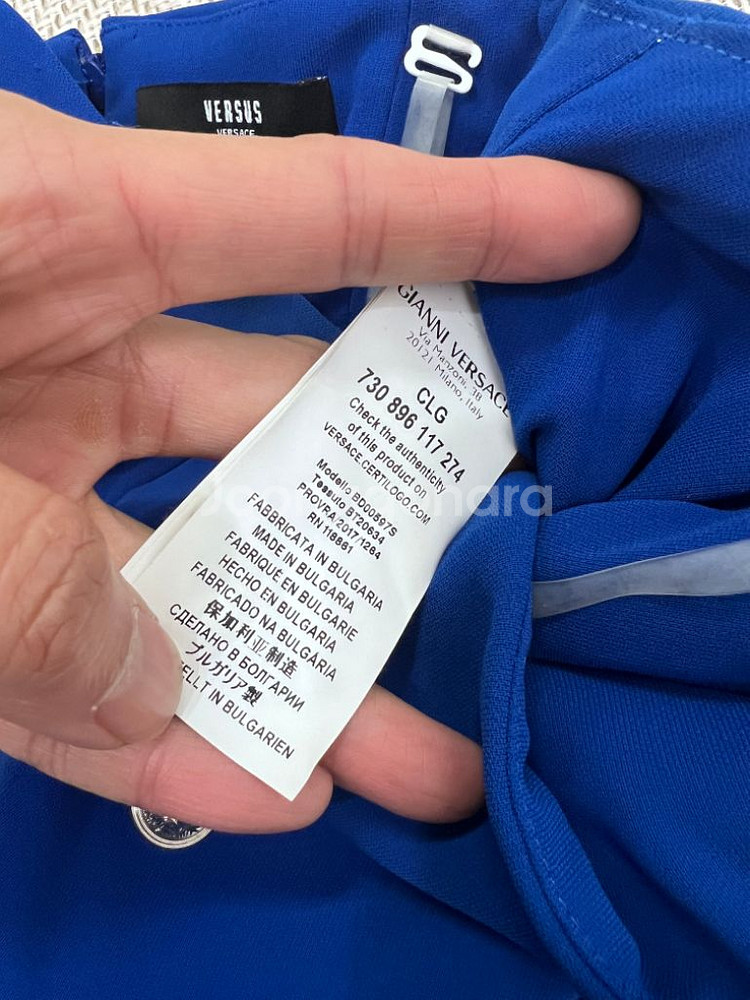 VERSUS
VERSACE
GIANNI VERSACE
Via Manzoni, 38
20121 Milano, Italy
CLG
730 896 117 274
Check the authenticity
of this product on
VERSACE.CERTILOGO.COM
Modello BD00597S
Tessuto BT20634
PROVRA/2017/1284
RN 118881
FABBRICATA IN BULGARIA
MADE IN BULGARIA
FABRIQUÉ EN BULGARIE
HECHO EN BULGARIA
FABRICADO NA BULGARIA
保加利亚制造
СДЕЛАНО В БОЛГАРИИ
ブルガリア製
ELLT IN BULGARIEN